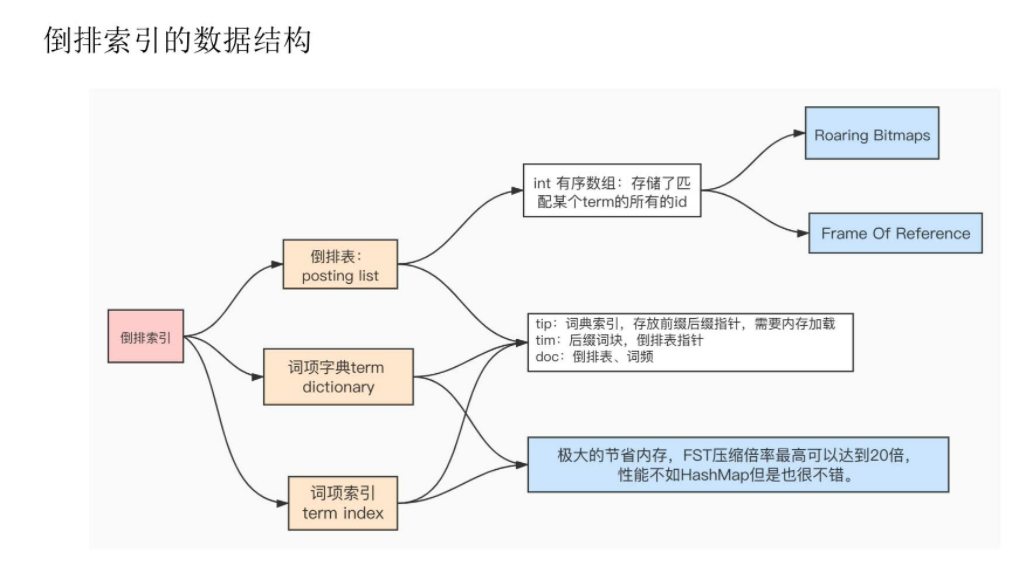 倒排索引的数据结构
Roaring Bitmaps
int 有序数组：存储了匹
配某个term的所有的id
Frame Of Reference
倒排表：
posting list
倒排索引
tip：词典索引，存放前缀后缀指针，需要内存加载
tim：后缀词块，倒排表指针
doc：倒排表、词频
词项字典term
dictionary
极大的节省内存，FST压缩倍率最高可以达到20倍，
性能不如HashMap但是也很不错。
词项索引
term index